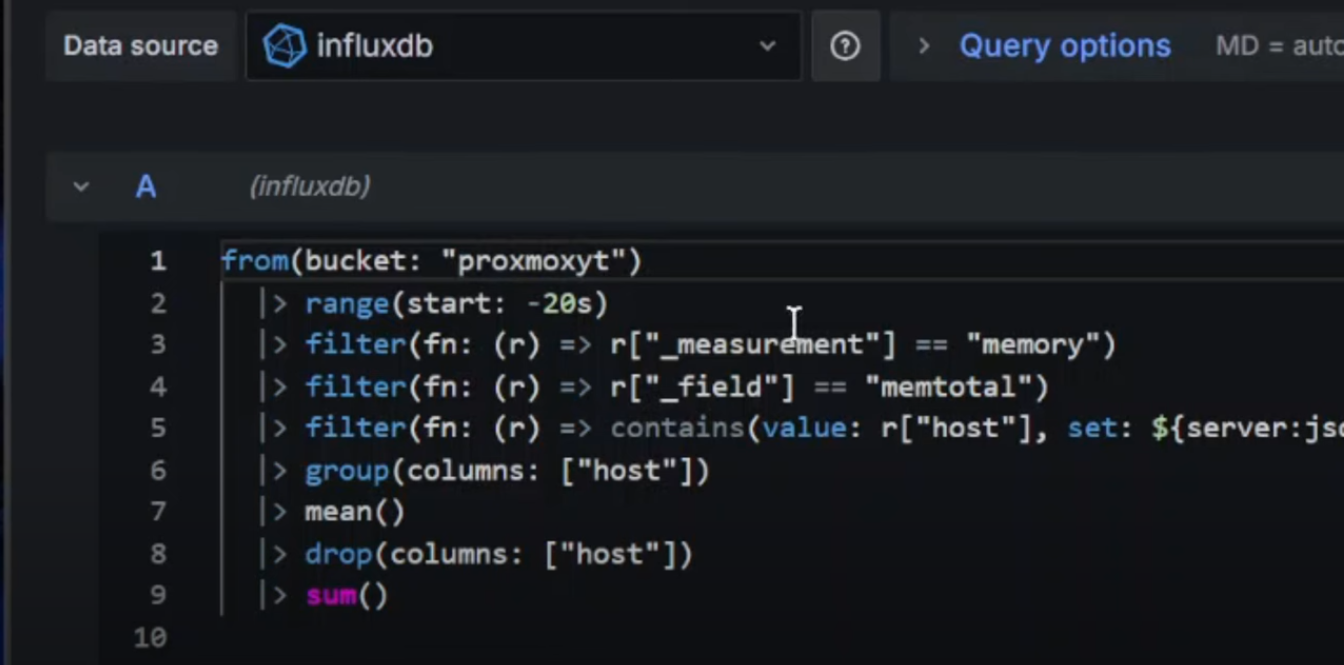 Data source influxdb Query options MD = auto
A (influxdb)
1 from(bucket: "proxmoxyt")
2 |> range(start: -20s)
3 |> filter(fn: (r) => r["_measurement"] == "memory")
4 |> filter(fn: (r) => r["_field"] == "memtotal")
5 |> filter(fn: (r) => contains(value: r["host"], set: ${server:jso
6 |> group(columns: ["host"])
7 |> mean()
8 |> drop(columns: ["host"])
9 |> sum()
10